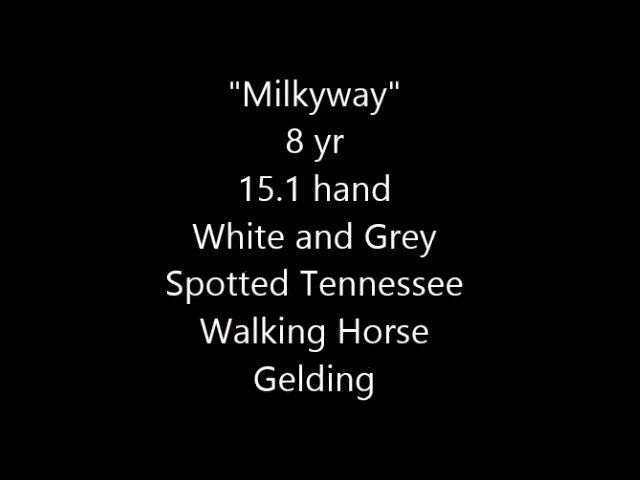 "Milkyway"
8 yr
15.1 hand
White and Grey
Spotted Tennessee
Walking Horse
Gelding